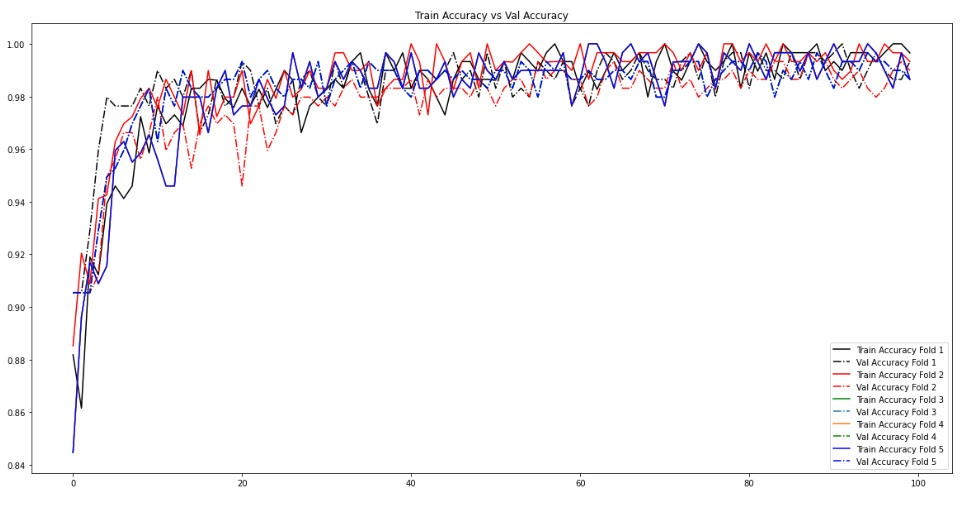 Train Accuracy vs Val Accuracy
1.00
0.98
0.96
0.94
0.92
0.90
0.88
0.86
0.84
0 20 40 60 80 100
Train Accuracy Fold 1
Val Accuracy Fold 1
Train Accuracy Fold 2
Val Accuracy Fold 2
Train Accuracy Fold 3
Val Accuracy Fold 3
Train Accuracy Fold 4
Val Accuracy Fold 4
Train Accuracy Fold 5
Val Accuracy Fold 5